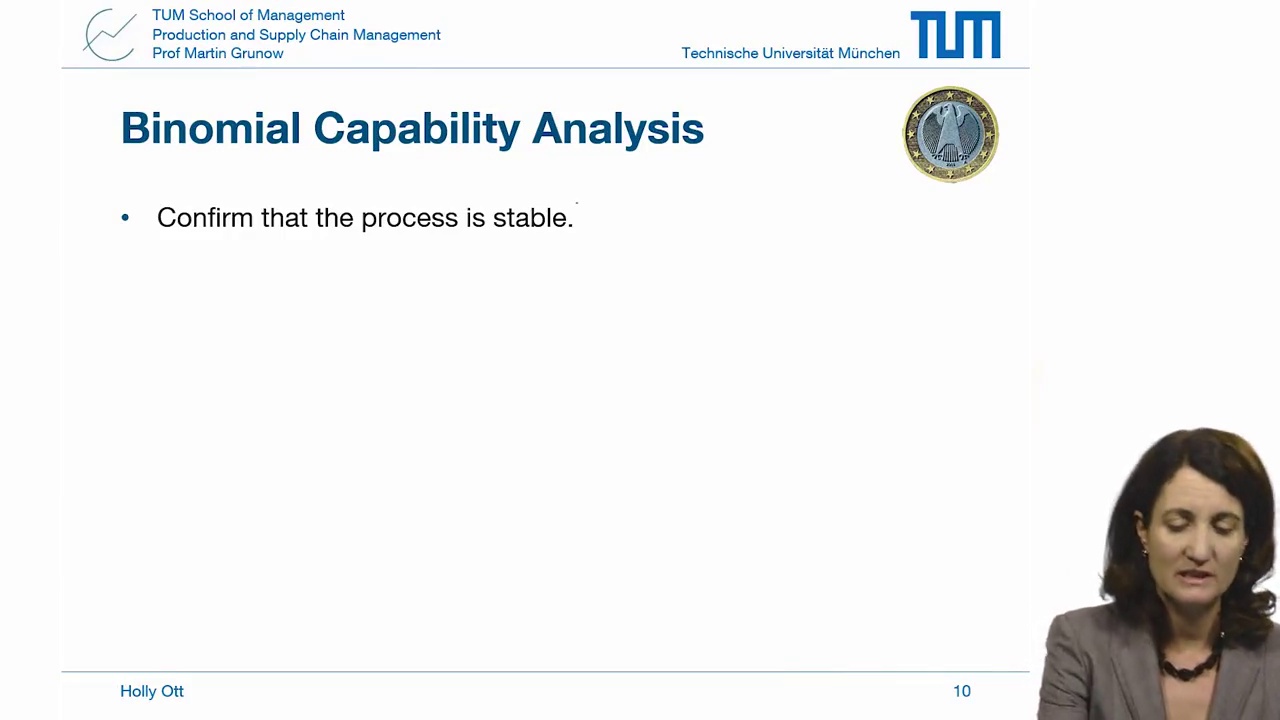 TUM School of Management
Production and Supply Chain Management
Prof Martin Grunow
Technische Universität München
TUM
Binomial Capability Analysis
• Confirm that the process is stable.
Holly Ott
10